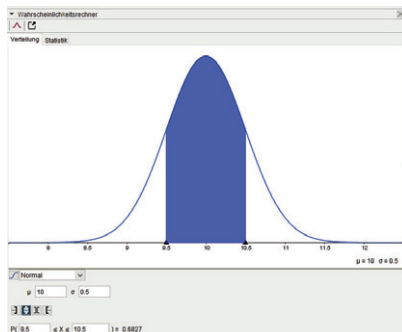 Wahrscheinlichkeitsrechner
Verteilung Statistik
8 8.5 9 9.5 10 10.5 11 11.5 12
μ = 10 σ = 0.5
Normal
μ 10 σ 0.5
P( 9.5 ≤ X ≤ 10.5 ) = 0.6827